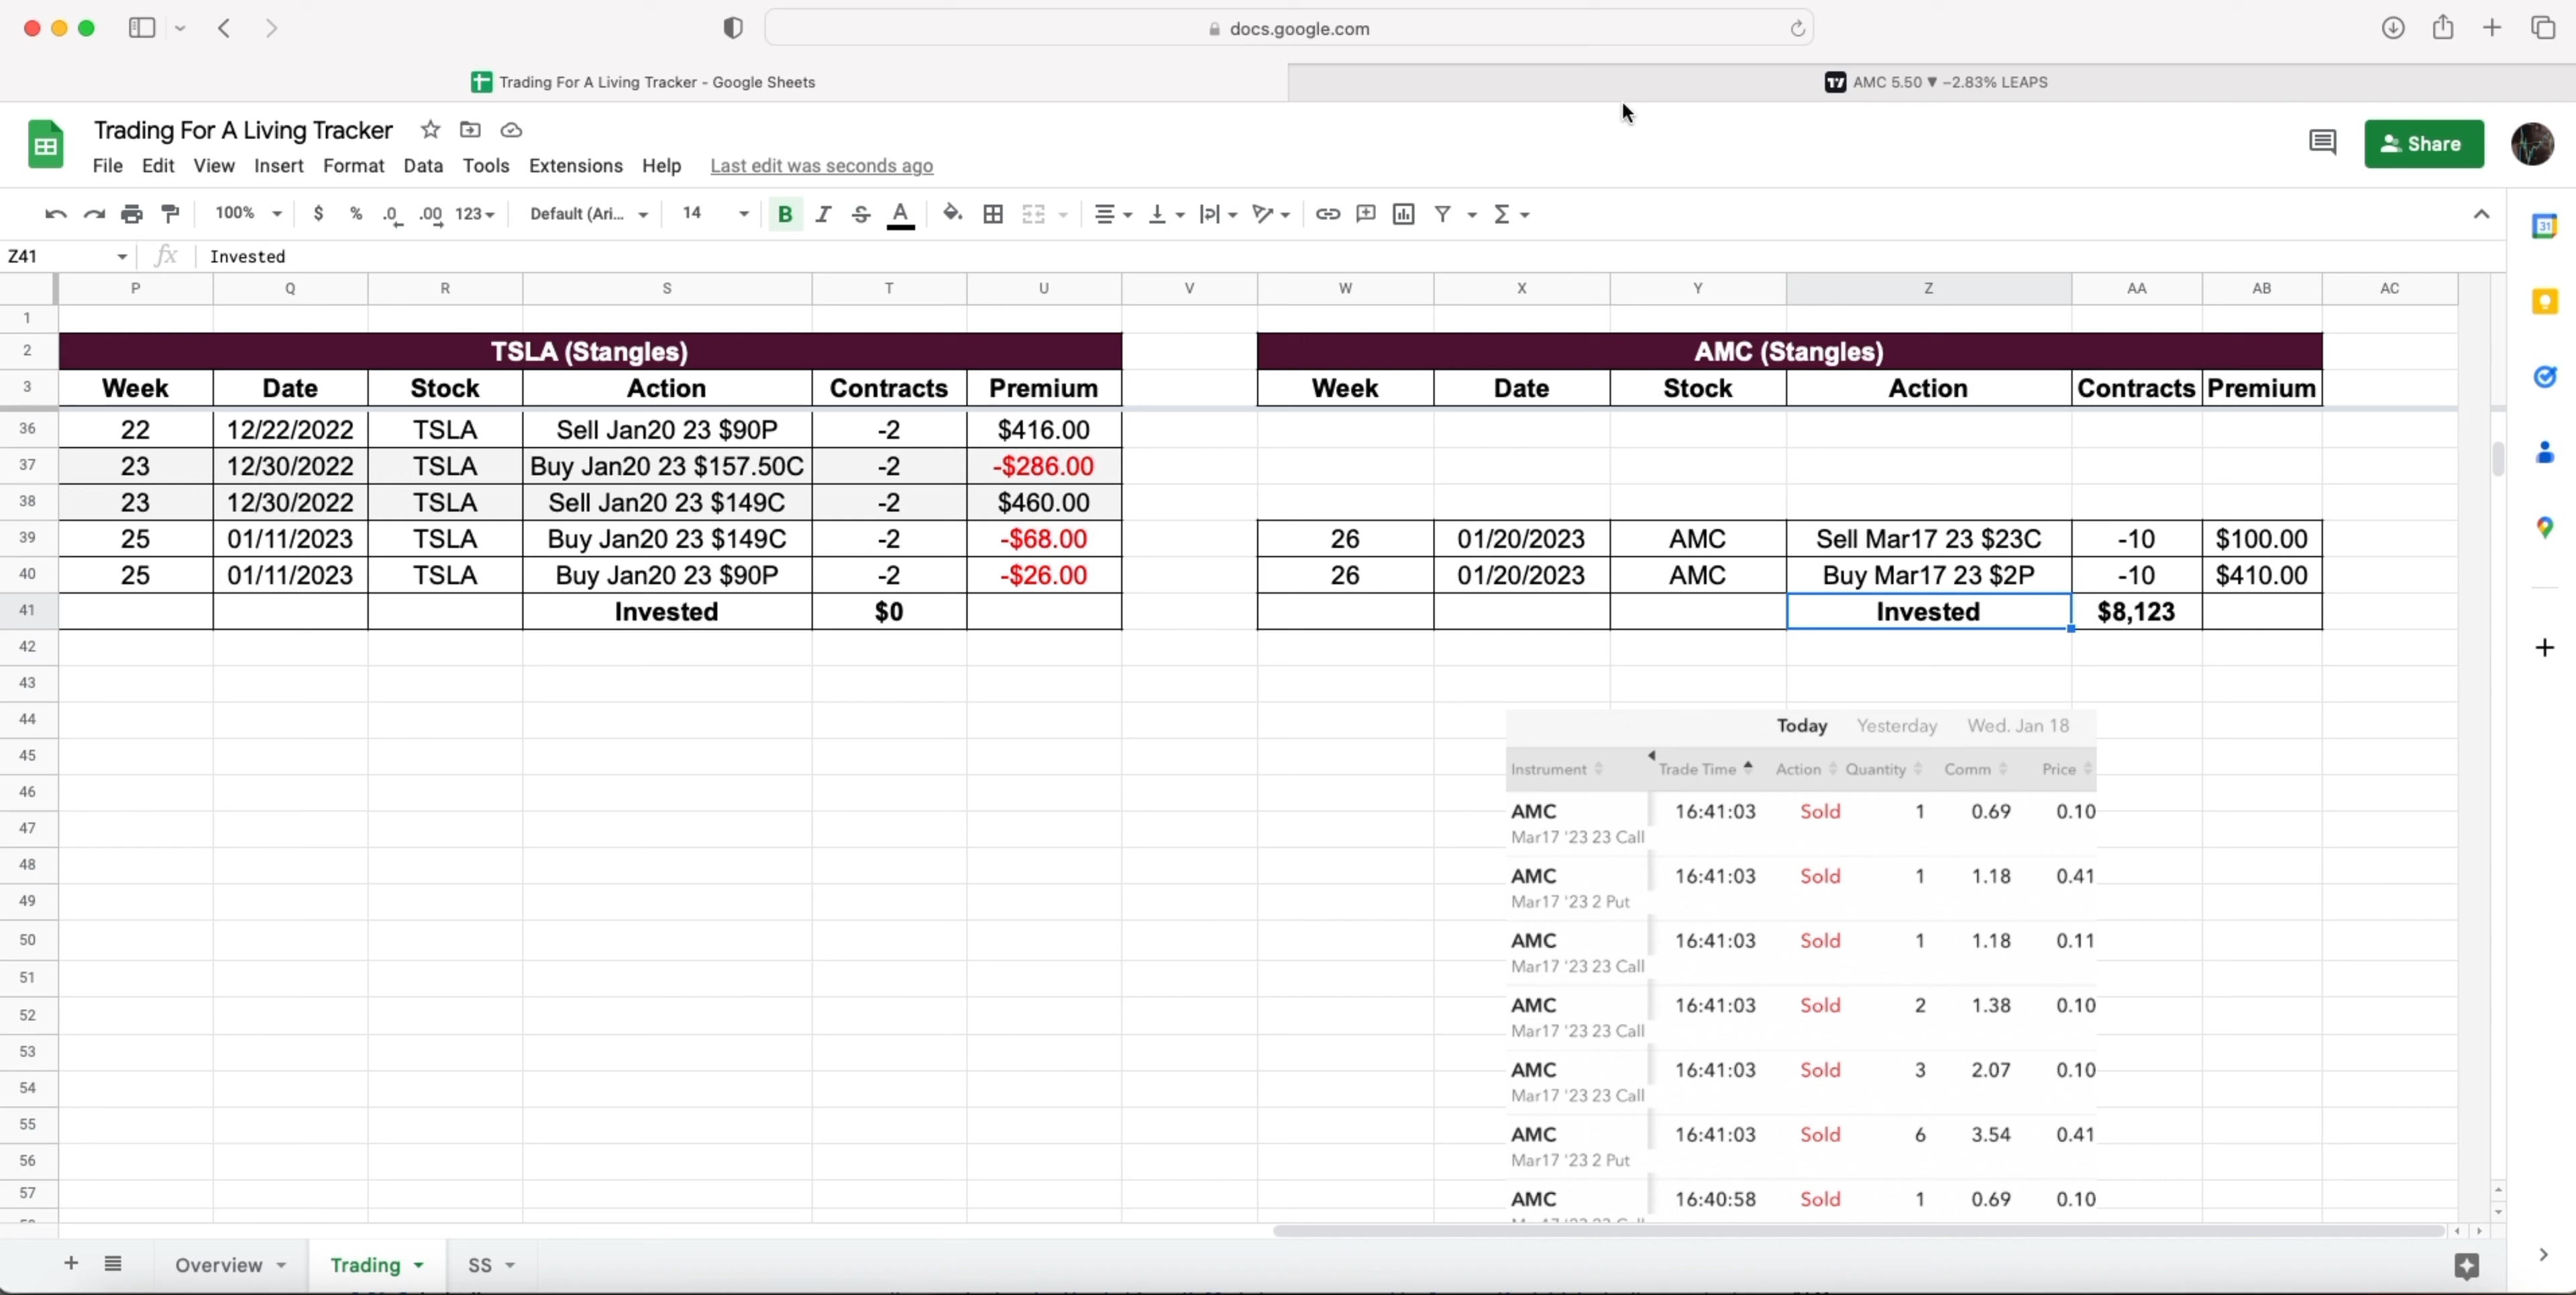 docs.google.com
Trading For A Living Tracker - Google Sheets
AMC 5.50 ▼ −2.83% LEAPS
Trading For A Living Tracker
File Edit View Insert Format Data Tools Extensions Help Last edit was seconds ago
Share
100% $ % .0 .00 123 Default (Ari... 14 B I S A
Z41 fx Invested
P Q R S T U V W X Y Z AA AB AC
1
2 TSLA (Stangles) AMC (Stangles)
3 Week Date Stock Action Contracts Premium Week Date Stock Action Contracts Premium
36 22 12/22/2022 TSLA Sell Jan20 23 $90P -2 $416.00
37 23 12/30/2022 TSLA Buy Jan20 23 $157.50C -2 -$286.00
38 23 12/30/2022 TSLA Sell Jan20 23 $149C -2 $460.00
39 25 01/11/2023 TSLA Buy Jan20 23 $149C -2 -$68.00 26 01/20/2023 AMC Sell Mar17 23 $23C -10 $100.00
40 25 01/11/2023 TSLA Buy Jan20 23 $90P -2 -$26.00 26 01/20/2023 AMC Buy Mar17 23 $2P -10 $410.00
41 Invested $0 Invested $8,123
42
43
44 Today Yesterday Wed. Jan 18
45
46 Instrument Trade Time Action Quantity Comm Price
47 AMC 16:41:03 Sold 1 0.69 0.10
Mar17 '23 23 Call
48
AMC 16:41:03 Sold 1 1.18 0.41
49 Mar17 '23 2 Put
50 AMC 16:41:03 Sold 1 1.18 0.11
51 Mar17 '23 23 Call
52 AMC 16:41:03 Sold 2 1.38 0.10
Mar17 '23 23 Call
53
54 AMC 16:41:03 Sold 3 2.07 0.10
Mar17 '23 23 Call
55
AMC 16:41:03 Sold 6 3.54 0.41
56 Mar17 '23 2 Put
57 AMC 16:40:58 Sold 1 0.69 0.10
Overview Trading SS
31